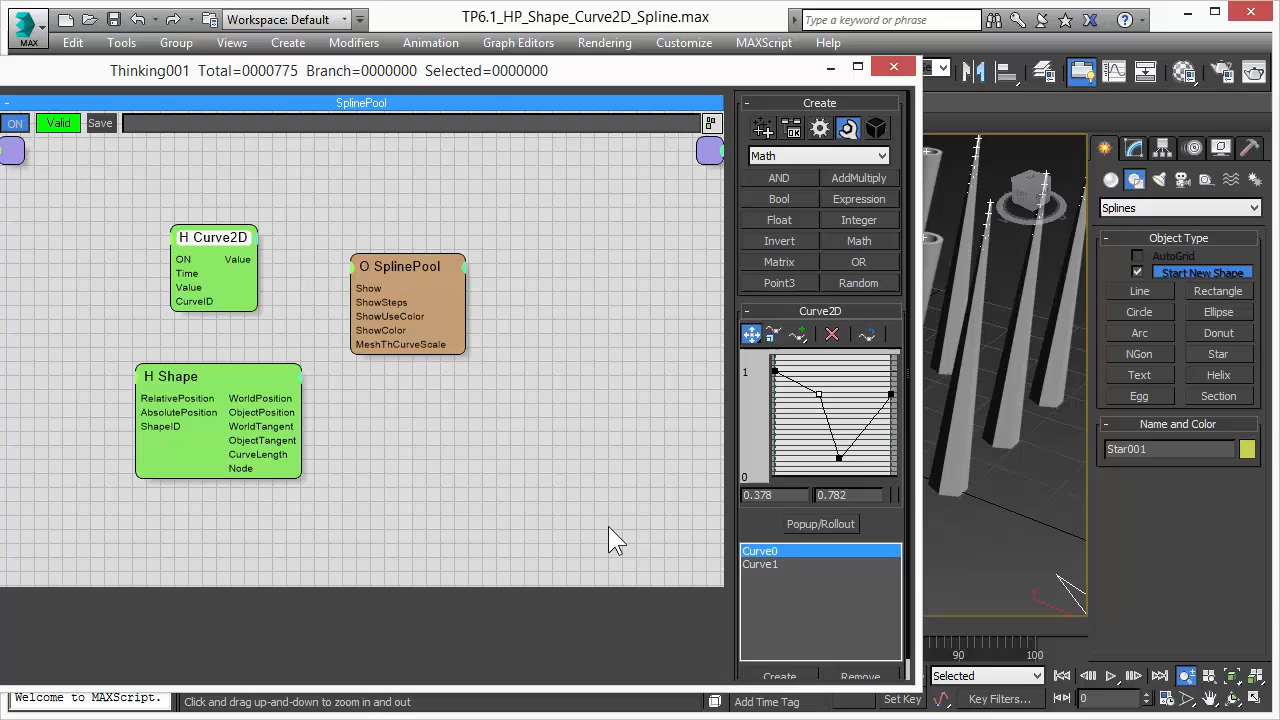 MAX
Workspace: Default
TP6.1_HP_Shape_Curve2D_Spline.max
Type a keyword or phrase
Edit Tools Group Views Create Modifiers Animation Graph Editors Rendering Customize MAXScript Help
Thinking001 Total=0000775 Branch=0000000 Selected=0000000
SplinePool
ON Valid Save
H Curve2D
ON Value
Time
Value
CurveID
O SplinePool
Show
ShowSteps
ShowUseColor
ShowColor
MeshThCurveScale
H Shape
RelativePosition WorldPosition
AbsolutePosition ObjectPosition
ShapeID WorldTangent
ObjectTangent
CurveLength
Node
Create
Math
AND AddMultiply
Bool Expression
Float Integer
Invert Math
Matrix OR
Point3 Random
Curve2D
1
0
0.378 0.782
Popup/Rollout
Curve0
Curve1
Create Remove
Splines
Object Type
AutoGrid
Start New Shape
Line Rectangle
Circle Ellipse
Arc Donut
NGon Star
Text Helix
Egg Section
Name and Color
Star001
90 100
Selected
Welcome to MAXScript.
Click and drag up-and-down to zoom in and out
Add Time Tag
Set Key
Key Filters...
0